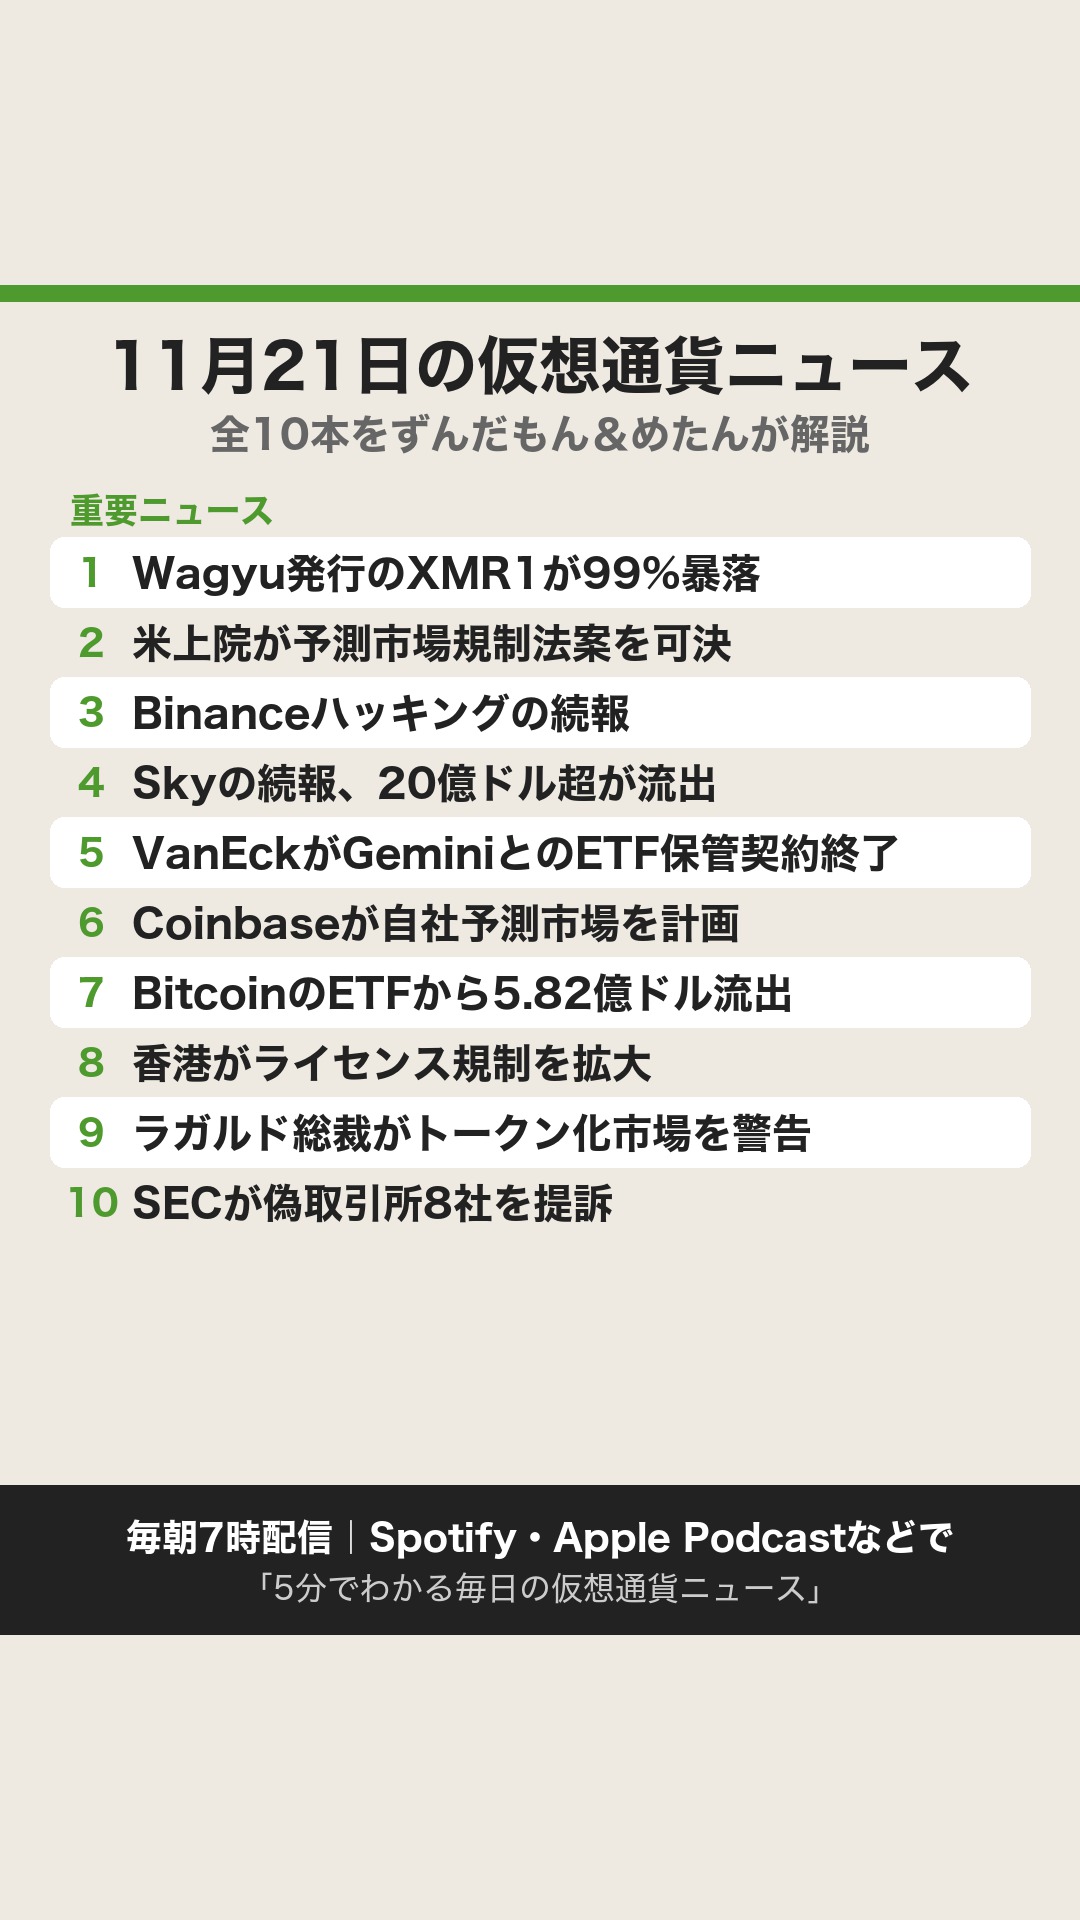 11月21日の仮想通貨ニュース
全10本をずんだもん&めたんが解説
重要ニュース
1 Wagyu発行のXMR1が99%暴落
2 米上院が予測市場規制法案を可決
3 Binanceハッキングの続報
4 Skyの続報、20億ドル超が流出
5 VanEckがGeminiとのETF保管契約終了
6 Coinbaseが自社予測市場を計画
7 BitcoinのETFから5.82億ドル流出
8 香港がライセンス規制を拡大
9 ラガルド総裁がトークン化市場を警告
10 SECが偽取引所8社を提訴
毎朝7時配信｜Spotify・Apple Podcastなどで
「5分でわかる毎日の仮想通貨ニュース」